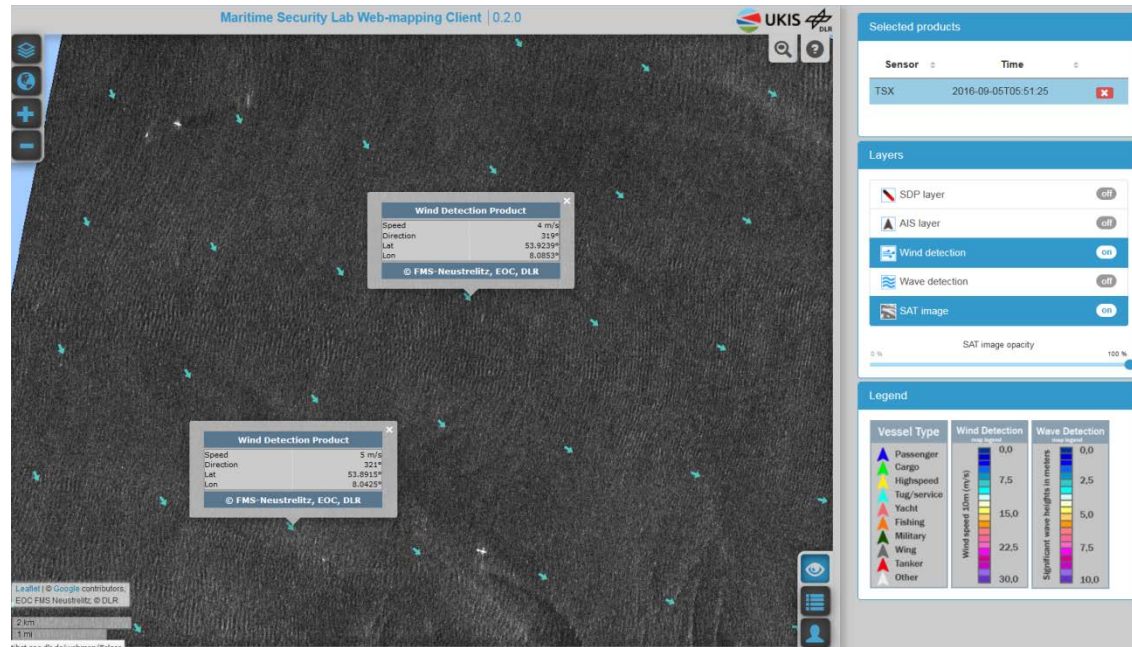 Maritime Security Lab Web-mapping Client | 0.2.0
UKIS
DLR
Wind Detection Product
Speed 4 m/s
Direction 319°
Lat 53.9239°
Lon 8.0853°
© FMS-Neustrelitz, EOC, DLR
Wind Detection Product
Speed 5 m/s
Direction 321°
Lat 53.8915°
Lon 8.0425°
© FMS-Neustrelitz, EOC, DLR
Leaflet | © Google contributors,
EOC FMS Neustrelitz; © DLR
2 km
1 mi
Selected products
Sensor Time
TSX 2016-09-05T05:51:25
Layers
SDP layer off
AIS layer off
Wind detection on
Wave detection off
SAT image on
SAT image opacity
0 % 100 %
Legend
Vessel Type
Passenger
Cargo
Highspeed
Tug/service
Yacht
Fishing
Military
Wing
Tanker
Other
Wind Detection
map legend
Wind speed 10m (m/s)
0,0
7,5
15,0
22,5
30,0
Wave Detection
map legend
Significant wave heights in meters
0,0
2,5
5,0
7,5
10,0